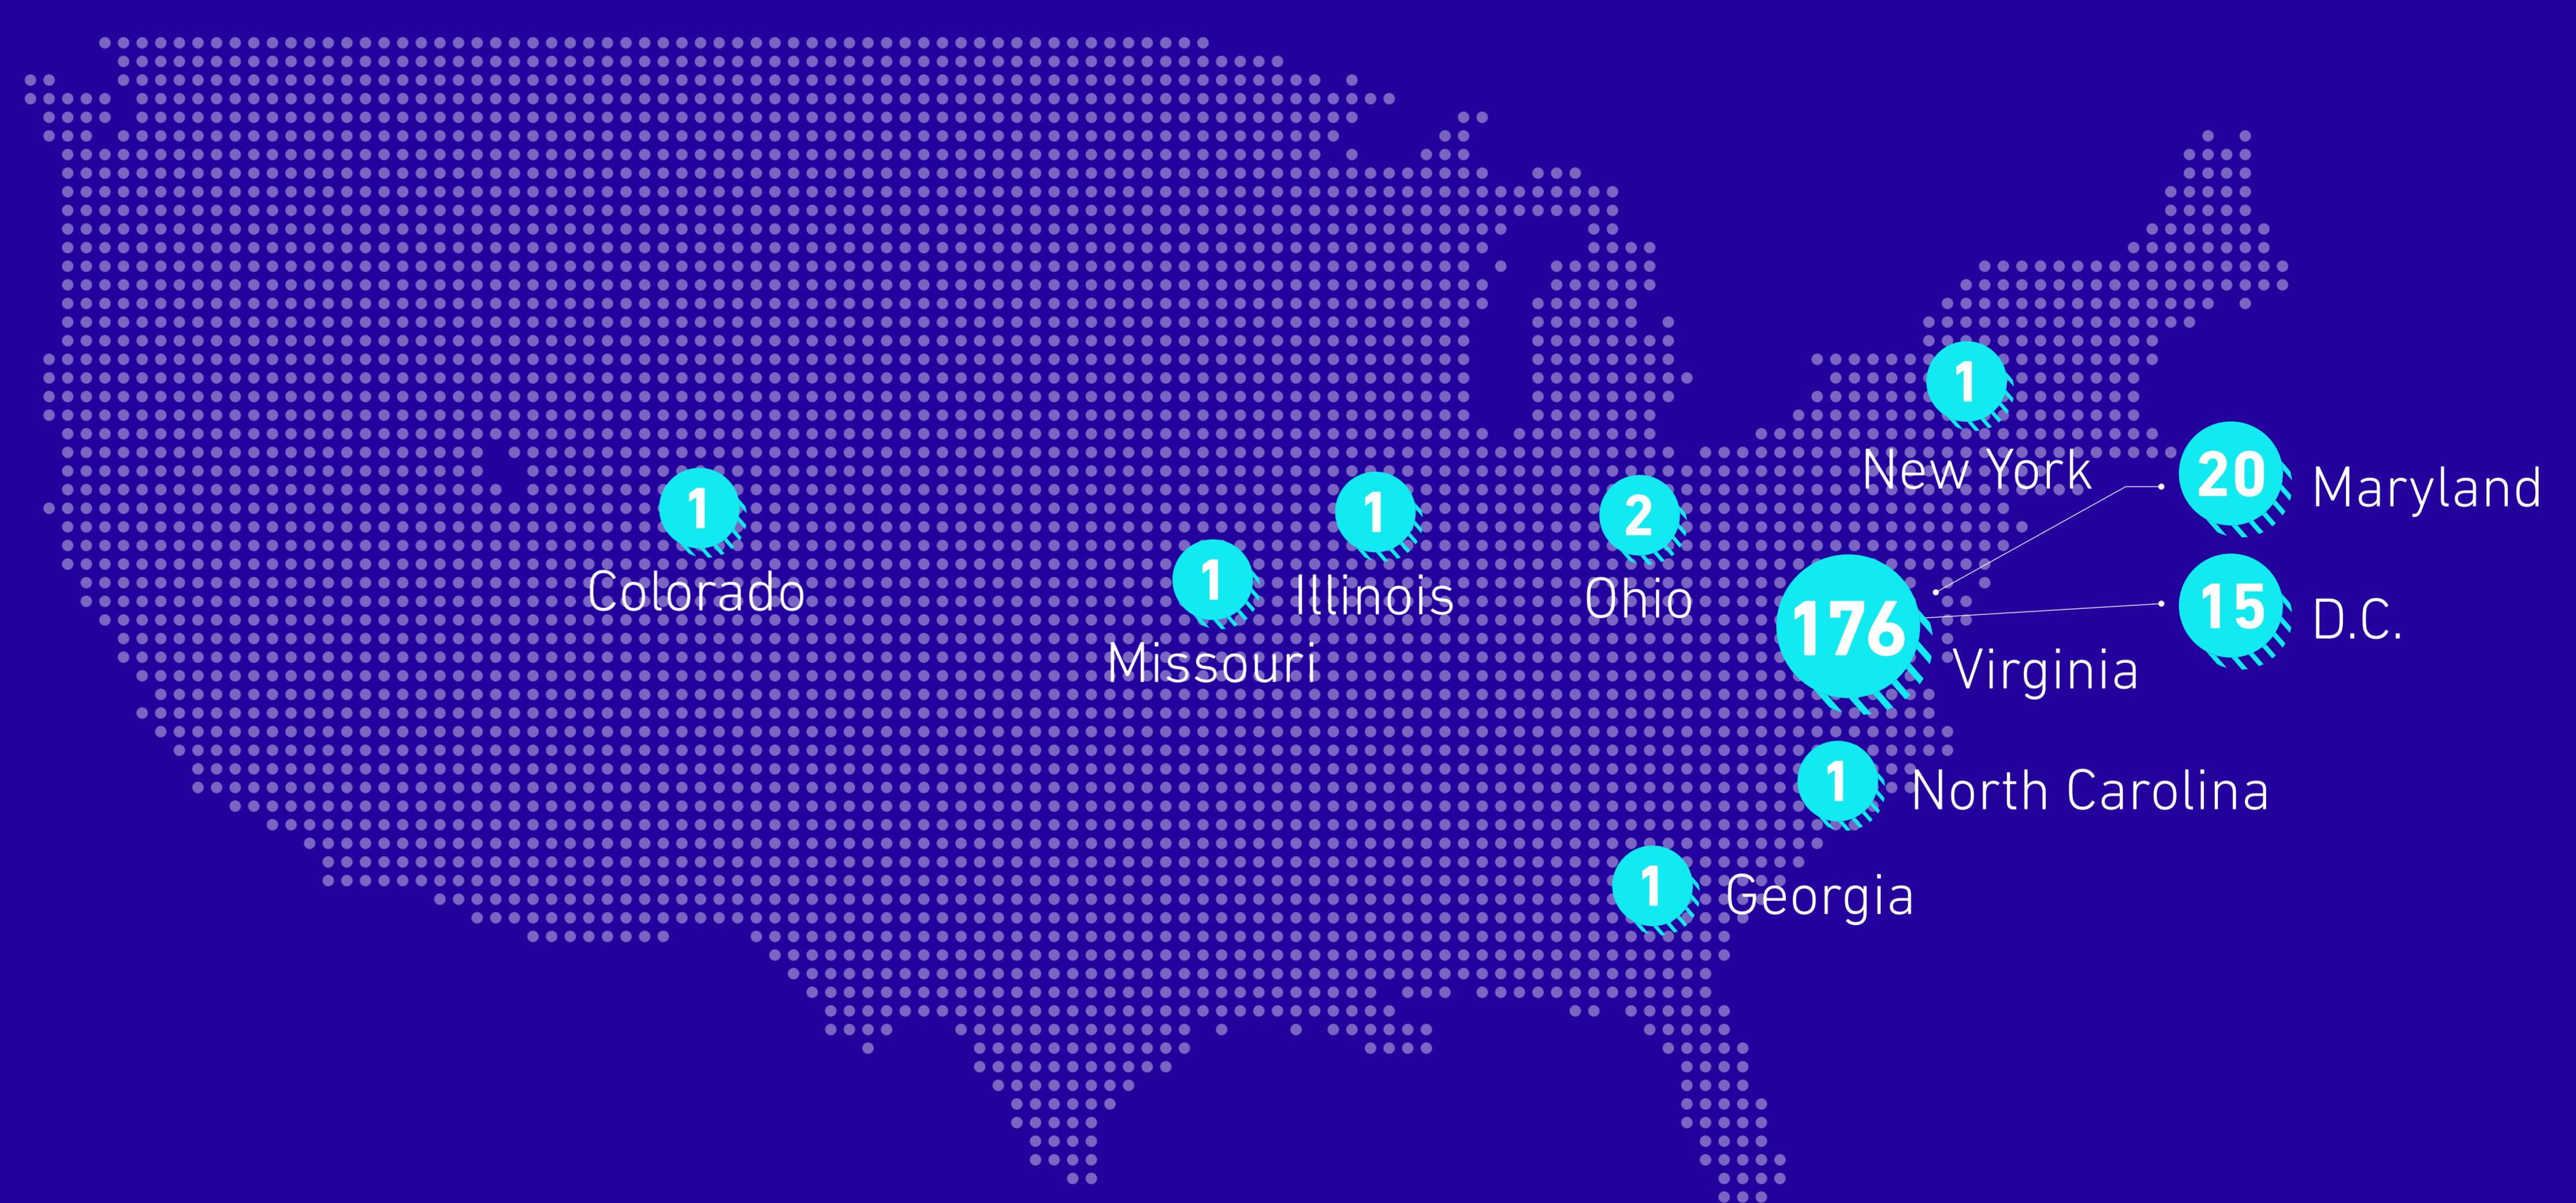 1
New York
20
Maryland
1
Colorado
1
Illinois
2
Ohio
1
Missouri
176
Virginia
15
D.C.
1
North Carolina
1
Georgia